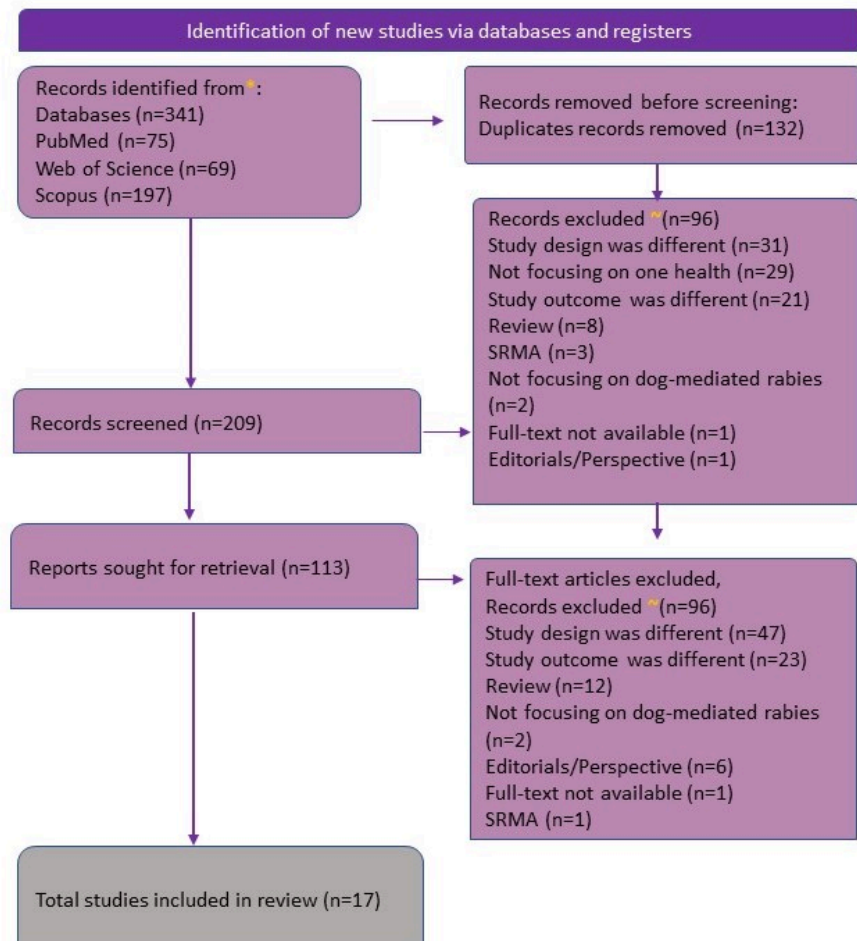 Identification of new studies via databases and registers
Records identified from*:
Databases (n=341)
PubMed (n=75)
Web of Science (n=69)
Scopus (n=197)
Records removed before screening:
Duplicates records removed (n=132)
Records excluded ~(n=96)
Study design was different (n=31)
Not focusing on one health (n=29)
Study outcome was different (n=21)
Review (n=8)
SRMA (n=3)
Not focusing on dog-mediated rabies
(n=2)
Full-text not available (n=1)
Editorials/Perspective (n=1)
Records screened (n=209)
Reports sought for retrieval (n=113)
Full-text articles excluded,
Records excluded ~(n=96)
Study design was different (n=47)
Study outcome was different (n=23)
Review (n=12)
Not focusing on dog-mediated rabies
(n=2)
Editorials/Perspective (n=6)
Full-text not available (n=1)
SRMA (n=1)
Total studies included in review (n=17)